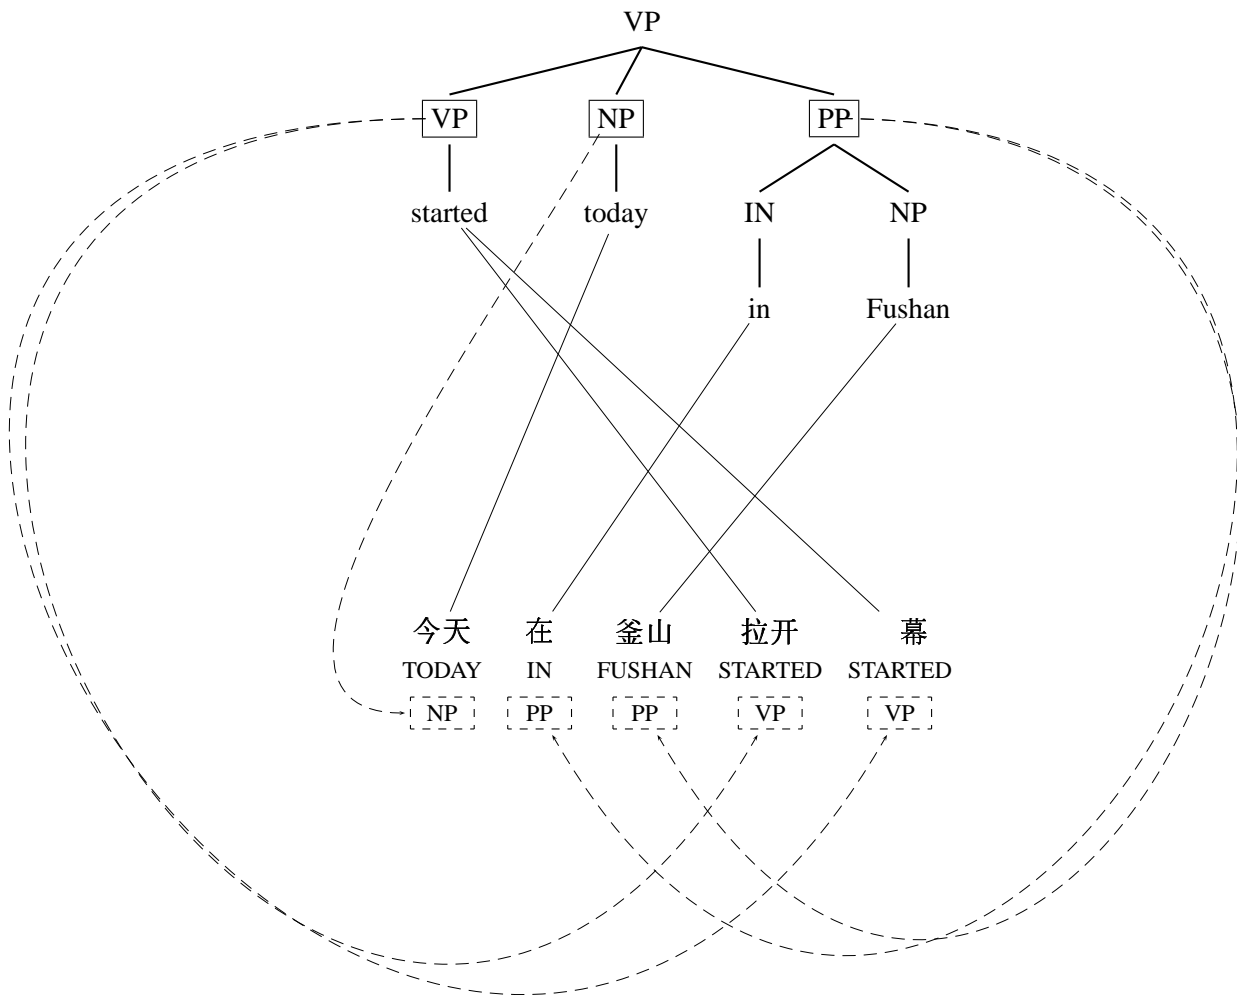 VP
VP NP PP
started today IN NP
in Fushan
今天 在 釜山 拉开 幕
TODAY IN FUSHAN STARTED STARTED
NP PP PP VP VP